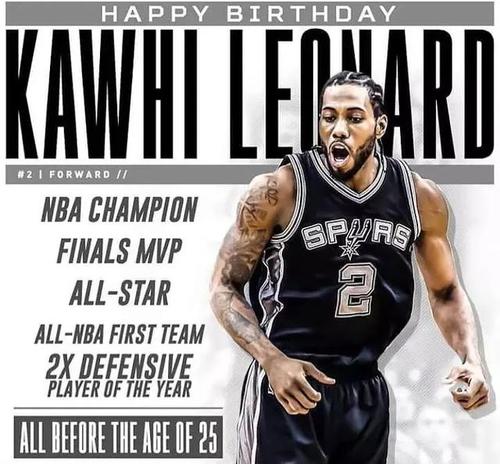 HAPPY BIRTHDAY
KAWHI LEONARD
#2 | FORWARD //
NBA CHAMPION
FINALS MVP
ALL-STAR
ALL-NBA FIRST TEAM
2X DEFENSIVE
PLAYER OF THE YEAR
ALL BEFORE THE AGE OF 25
SPURS
2